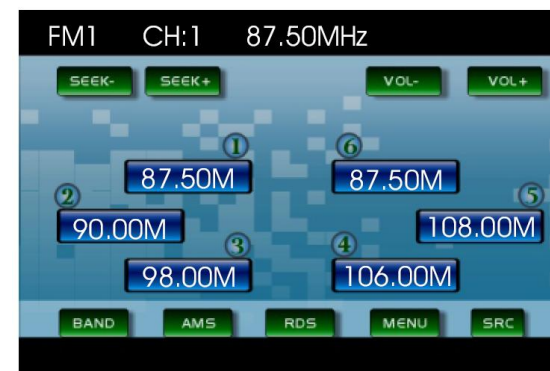 FM1 CH:1 87.50MHz
SEEK- SEEK+ VOL- VOL+
1 6
87.50M 87.50M
2 5
90.00M 108.00M
3 4
98.00M 106.00M
BAND AMS RDS MENU SRC